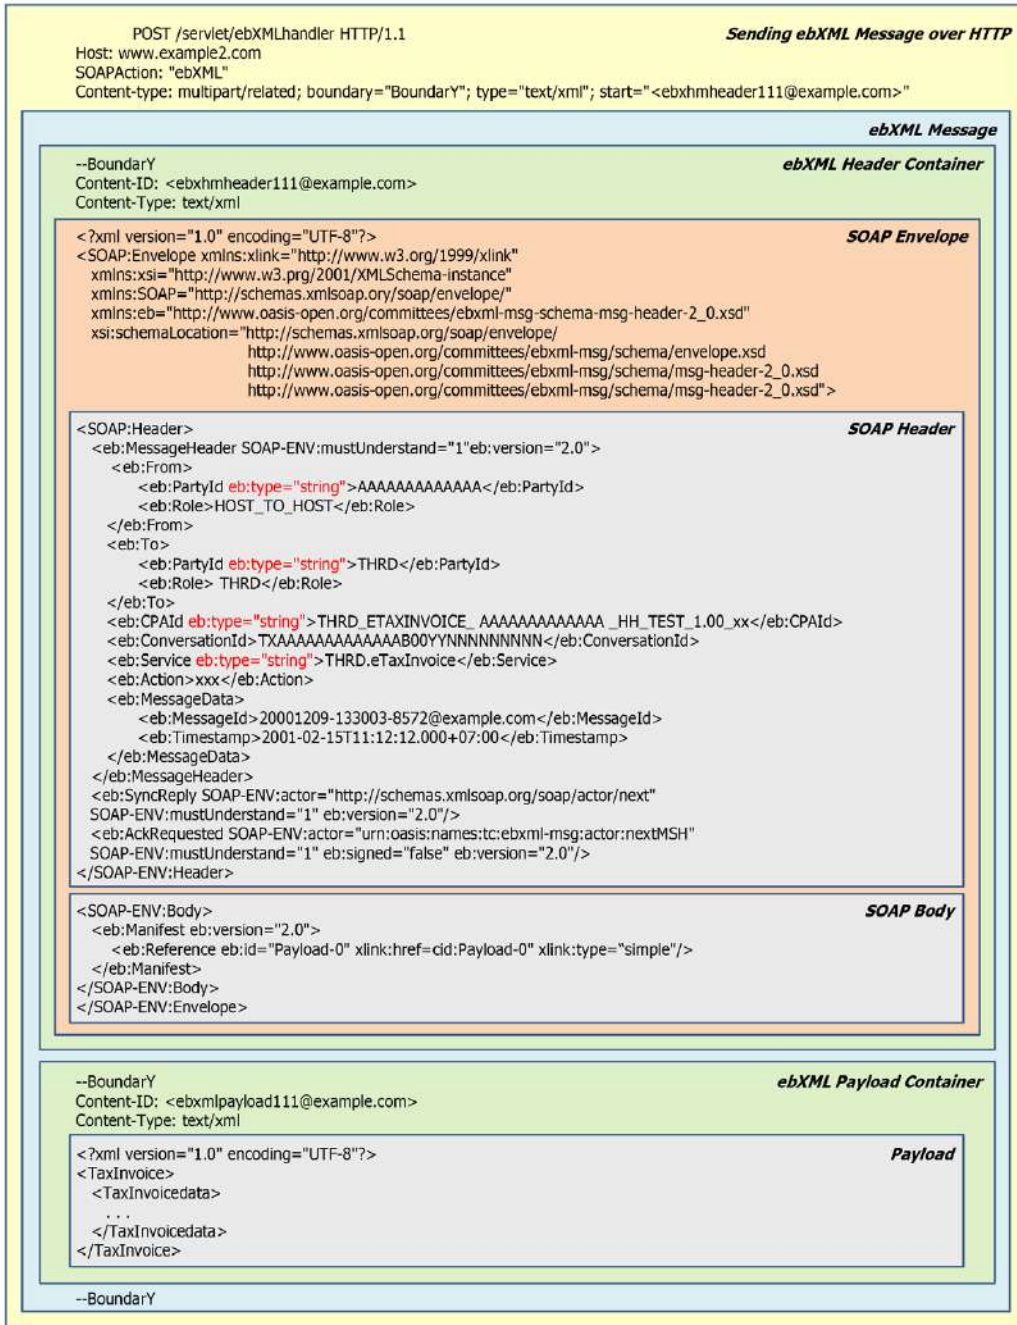 POST /servlet/ebXMLhandler HTTP/1.1 Sending ebXML Message over HTTP
Host: www.example2.com
SOAPAction: "ebXML"
Content-type: multipart/related; boundary="BoundarY"; type="text/xml"; start="<ebxhmheader111@example.com>"
ebXML Message
--BoundarY ebXML Header Container
Content-ID: <ebxhmheader111@example.com>
Content-Type: text/xml
<?xml version="1.0" encoding="UTF-8"?> SOAP Envelope
<SOAP:Envelope xmlns:xlink="http://www.w3.org/1999/xlink"
xmlns:xsi="http://www.w3.prg/2001/XMLSchema-instance"
xmlns:SOAP="http://schemas.xmlsoap.ory/soap/envelope/"
xmlns:eb="http://www.oasis-open.org/committees/ebxml-msg-schema-msg-header-2_0.xsd"
xsi:schemaLocation="http://schemas.xmlsoap.org/soap/envelope/
http://www.oasis-open.org/committees/ebxml-msg/schema/envelope.xsd
http://www.oasis-open.org/committees/ebxml-msg/schema/msg-header-2_0.xsd
http://www.oasis-open.org/committees/ebxml-msg/schema/msg-header-2_0.xsd">
<SOAP:Header> SOAP Header
<eb:MessageHeader SOAP-ENV:mustUnderstand="1"eb:version="2.0">
<eb:From>
<eb:PartyId eb:type="string">AAAAAAAAAAAAA</eb:PartyId>
<eb:Role>HOST_TO_HOST</eb:Role>
</eb:From>
<eb:To>
<eb:PartyId eb:type="string">THRD</eb:PartyId>
<eb:Role> THRD</eb:Role>
</eb:To>
<eb:CPAId eb:type="string">THRD_ETAXINVOICE_ AAAAAAAAAAAAA _HH_TEST_1.00_xx</eb:CPAId>
<eb:ConversationId>TXAAAAAAAAAAAAAB00YYNNNNNNNNN</eb:ConversationId>
<eb:Service eb:type="string">THRD.eTaxInvoice</eb:Service>
<eb:Action>xxx</eb:Action>
<eb:MessageData>
<eb:MessageId>20001209-133003-8572@example.com</eb:MessageId>
<eb:Timestamp>2001-02-15T11:12:12.000+07:00</eb:Timestamp>
</eb:MessageData>
</eb:MessageHeader>
<eb:SyncReply SOAP-ENV:actor="http://schemas.xmlsoap.org/soap/actor/next"
SOAP-ENV:mustUnderstand="1" eb:version="2.0"/>
<eb:AckRequested SOAP-ENV:actor="urn:oasis:names:tc:ebxml-msg:actor:nextMSH"
SOAP-ENV:mustUnderstand="1" eb:signed="false" eb:version="2.0"/>
</SOAP-ENV:Header>
<SOAP-ENV:Body> SOAP Body
<eb:Manifest eb:version="2.0">
<eb:Reference eb:id="Payload-0" xlink:href=cid:Payload-0" xlink:type="simple"/>
</eb:Manifest>
</SOAP-ENV:Body>
</SOAP-ENV:Envelope>
--BoundarY ebXML Payload Container
Content-ID: <ebxmlpayload111@example.com>
Content-Type: text/xml
<?xml version="1.0" encoding="UTF-8"?> Payload
<TaxInvoice>
<TaxInvoicedata>
. . .
</TaxInvoicedata>
</TaxInvoice>
--BoundarY